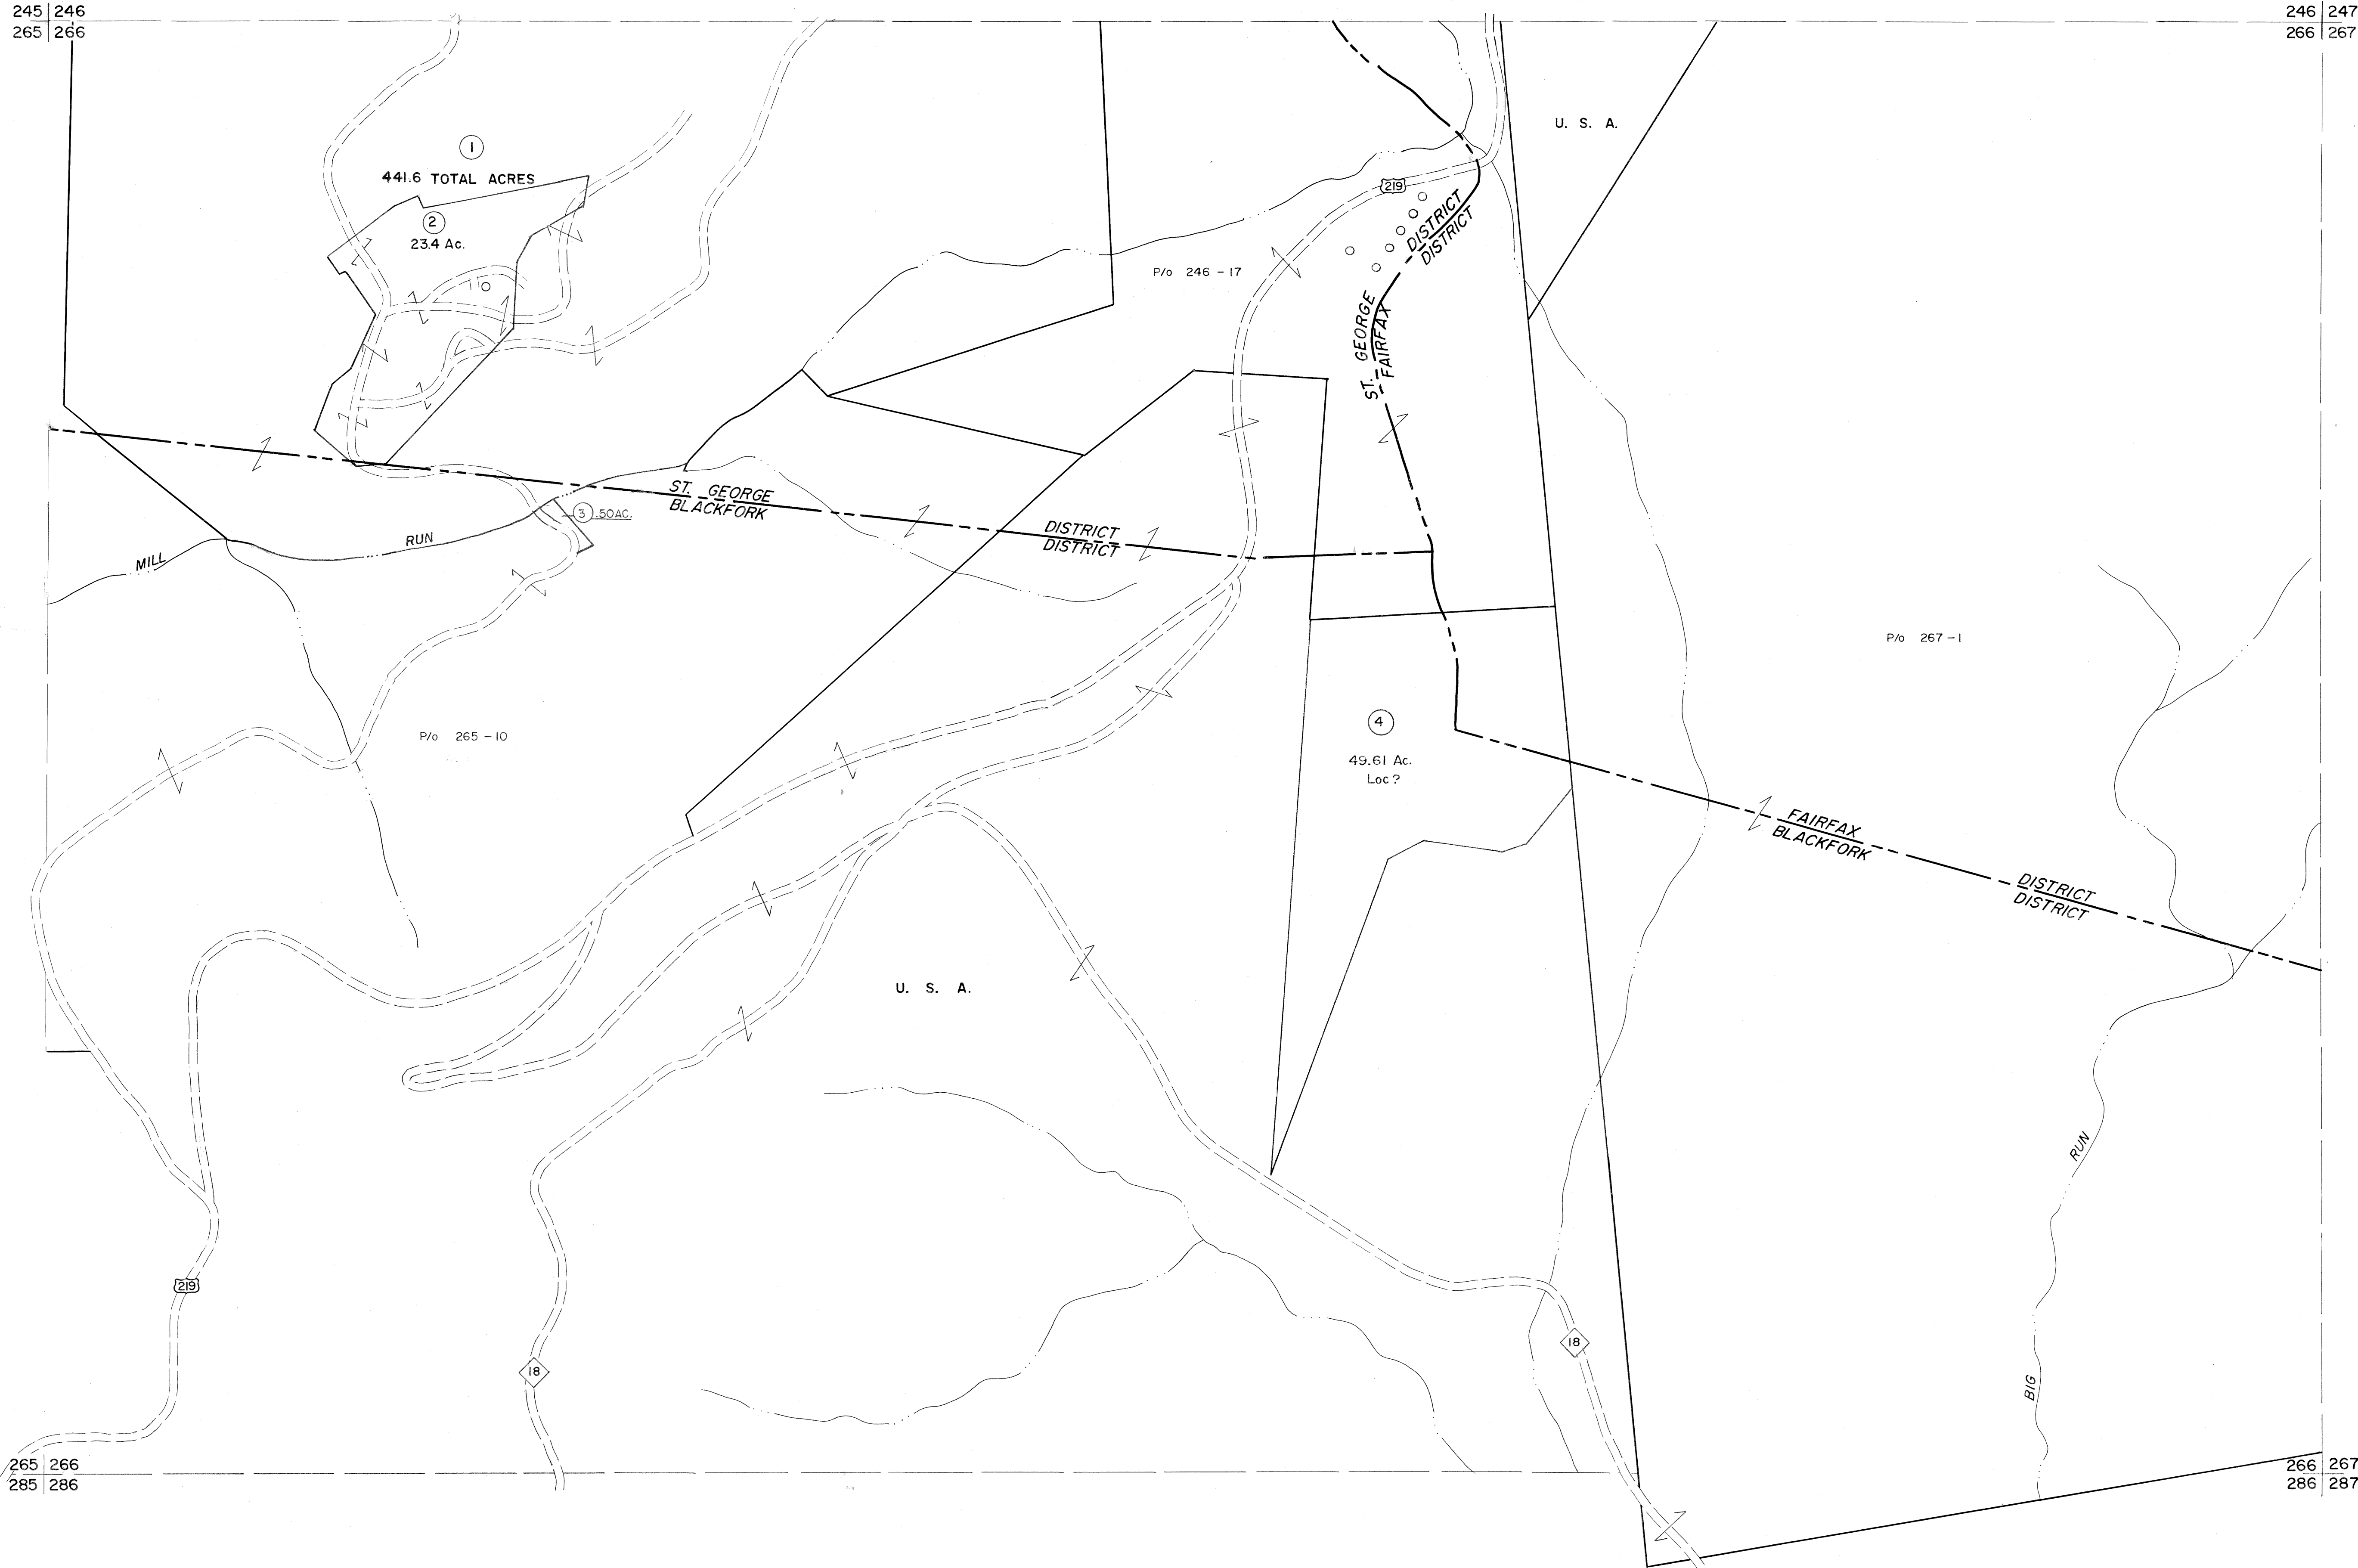 245 246
265 266
246 247
266 267
U. S. A.
1
441.6 TOTAL ACRES
2
23.4 Ac.
219
DISTRICT
DISTRICT
P/o 246-17
ST. GEORGE
FAIRFAX
ST. GEORGE
BLACKFORK
3 .50AC.
DISTRICT
DISTRICT
MILL RUN
P/o 267-1
P/o 265-10
4
49.61 Ac.
Loc ?
FAIRFAX
BLACKFORK
DISTRICT
DISTRICT
U. S. A.
BIG RUN
219
18
18
265 266
285 286
266 267
286 287